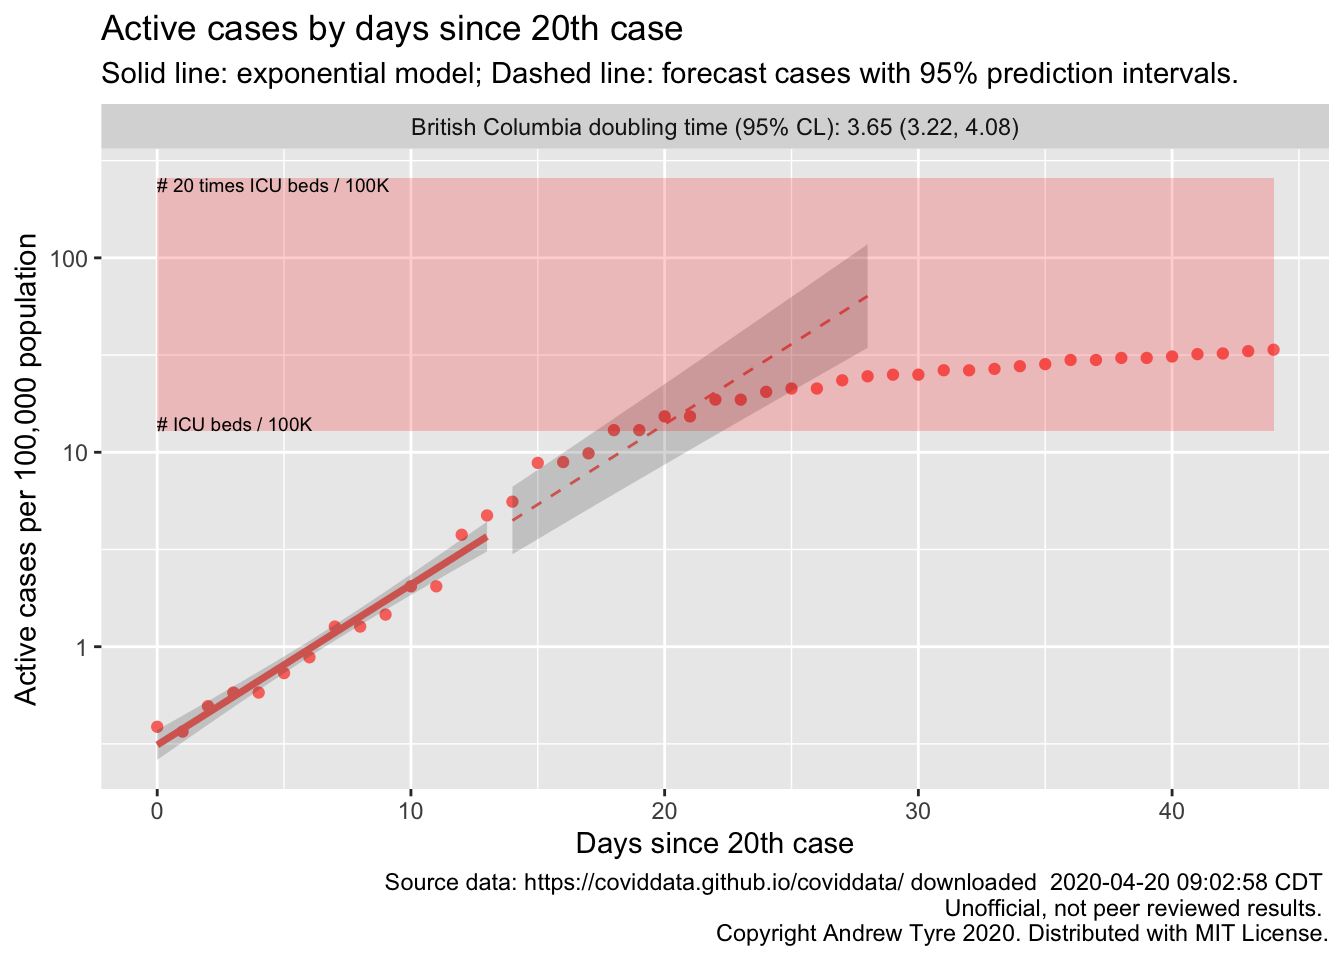 Active cases by days since 20th case
Solid line: exponential model; Dashed line: forecast cases with 95% prediction intervals.
British Columbia doubling time (95% CL): 3.65 (3.22, 4.08)
# 20 times ICU beds / 100K
# ICU beds / 100K
Active cases per 100,000 population
100
10
1
0
10
20
30
40
Days since 20th case
Source data: https://coviddata.github.io/coviddata/ downloaded  2020-04-20 09:02:58 CDT
Unofficial, not peer reviewed results.
Copyright Andrew Tyre 2020. Distributed with MIT License.